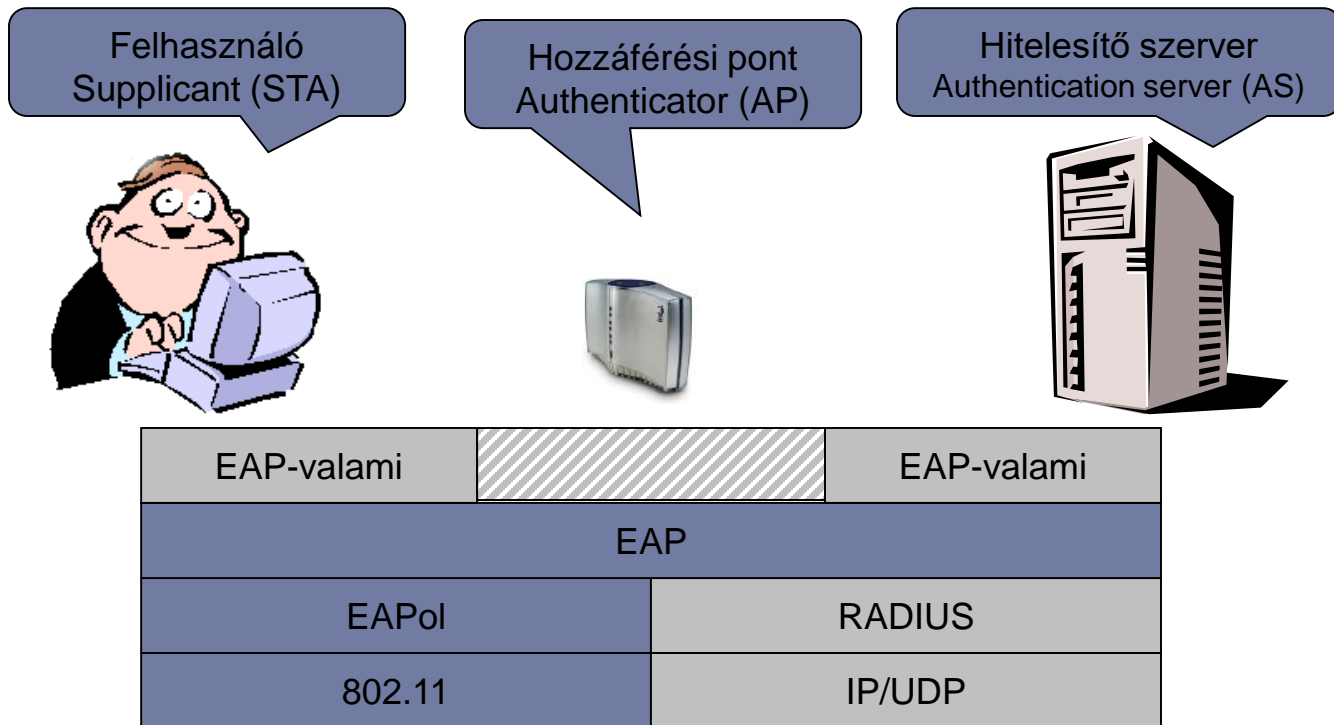 Felhasználó
Supplicant (STA)
Hozzáférési pont
Authenticator (AP)
Hitelesítő szerver
Authentication server (AS)
EAP-valami
EAP-valami
EAP
EAPol
RADIUS
802.11
IP/UDP